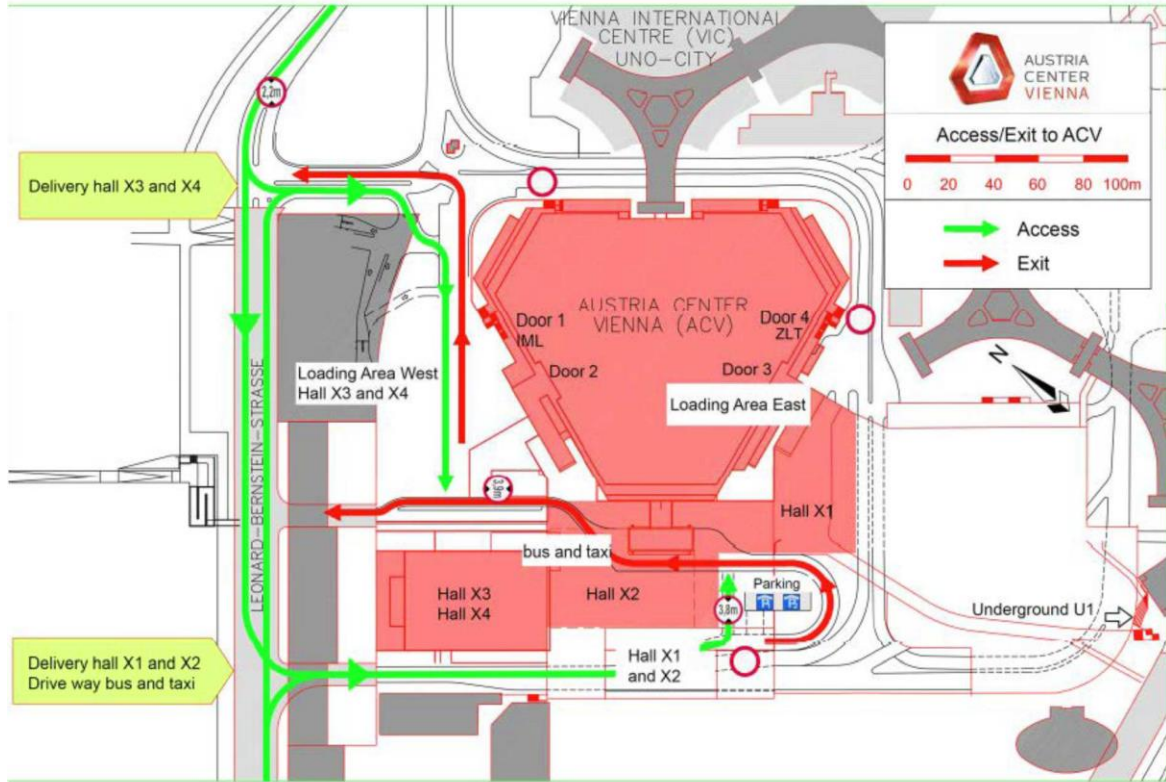 VIENNA INTERNATIONAL
CENTRE (VIC)
UNO-CITY
AUSTRIA
CENTER
VIENNA
Access/Exit to ACV
0 20 40 60 80 100m
Access
Exit
2,2m
Delivery hall X3 and X4
AUSTRIA CENTER
VIENNA (ACV)
Door 1
IML
Door 2
Door 4
ZLT
Door 3
N
Loading Area West
Hall X3 and X4
Loading Area East
LEONARD-BERNSTEIN-STRASSE
3,9m
Hall X1
bus and taxi
Hall X3
Hall X4
Hall X2
Parking
3,8m
Underground U1
Delivery hall X1 and X2
Drive way bus and taxi
Hall X1
and X2